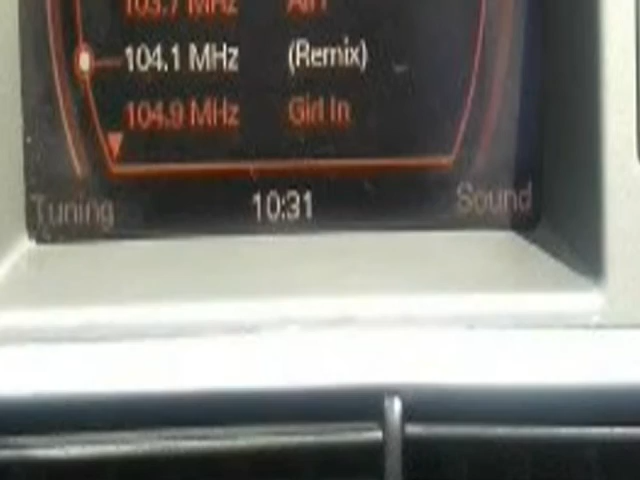 103.7 MHz
104.1 MHz (Remix)
104.9 MHz Girl In
Tuning 10:31 Sound